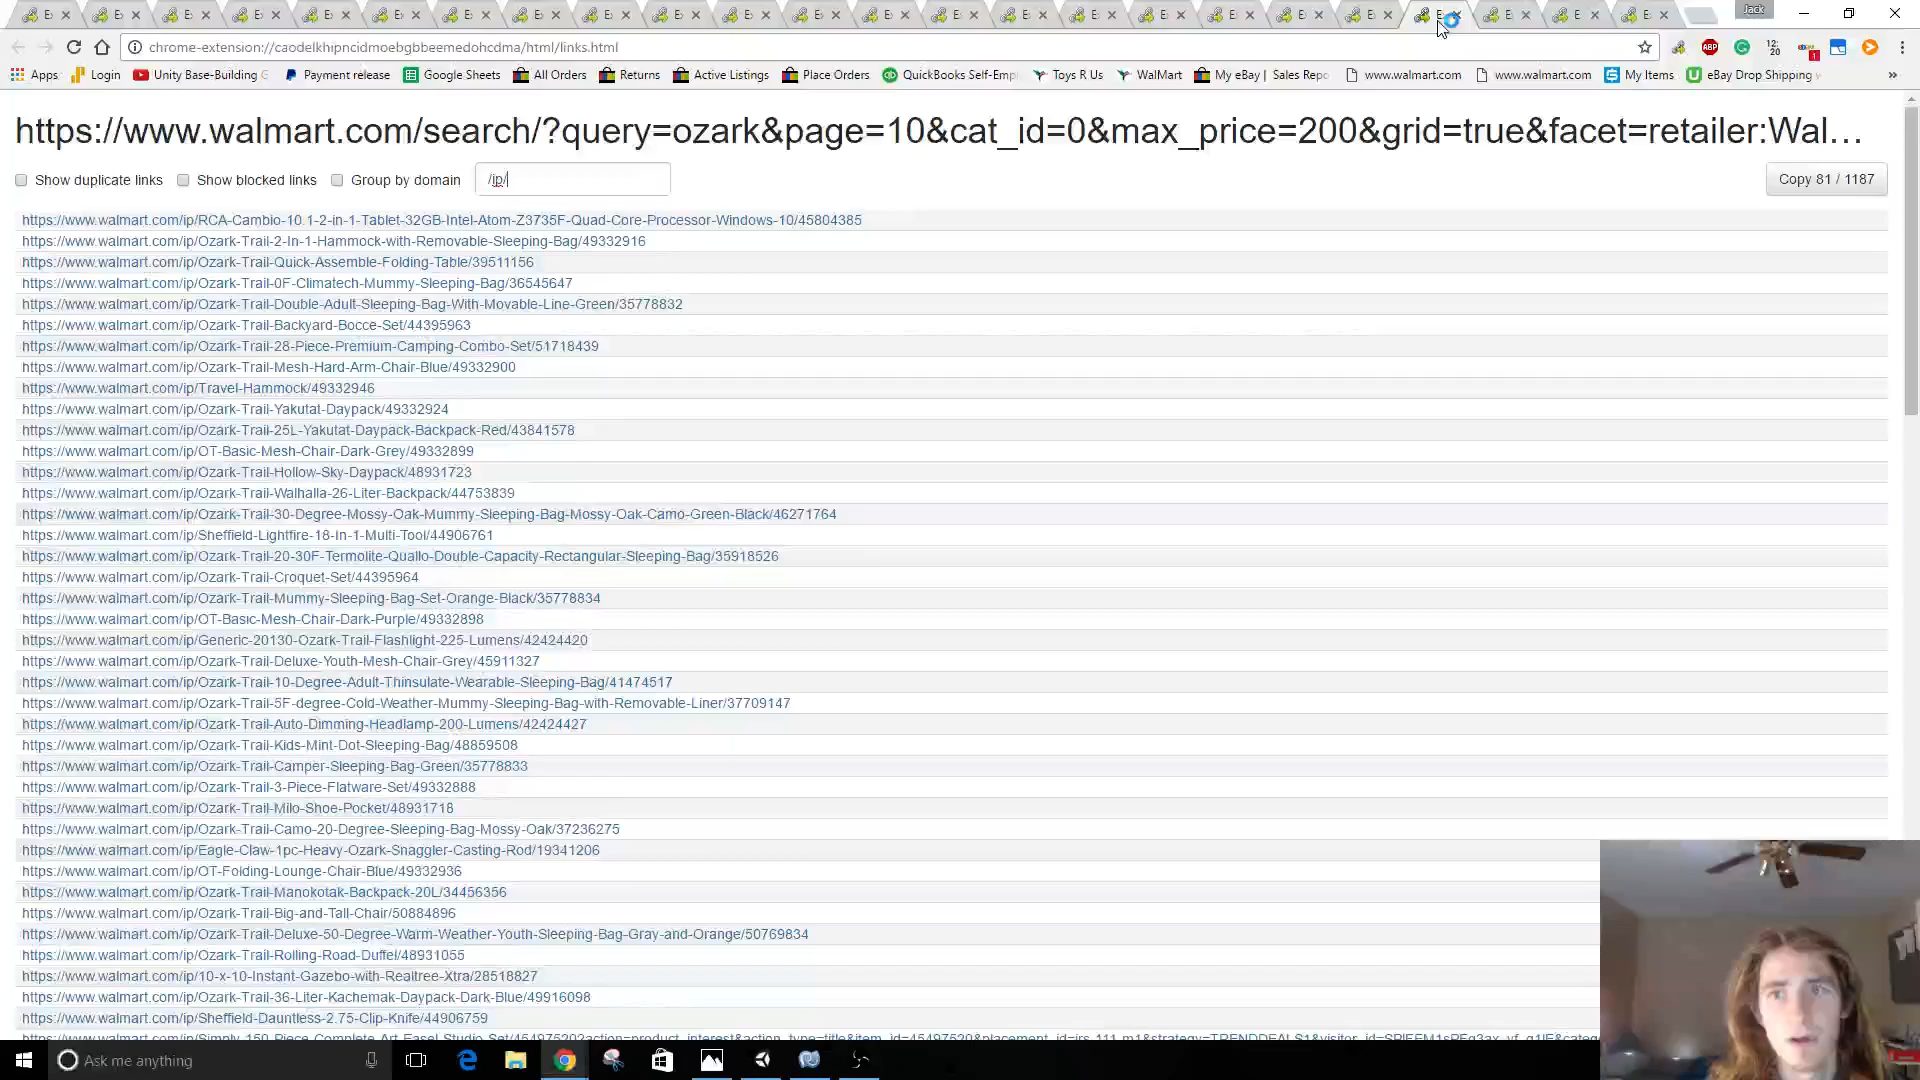 Jack
chrome-extension://caodelkhipncidmoebgbbeemedohcdma/html/links.html
ABP
12:
20
1
Apps
Login
Unity Base-Building G
Payment release
Google Sheets
All Orders
Returns
Active Listings
Place Orders
QuickBooks Self-Emp
Toys R Us
WalMart
My eBay | Sales Repo
www.walmart.com
www.walmart.com
My Items
eBay Drop Shipping
»
https://www.walmart.com/search/?query=ozark&page=10&cat_id=0&max_price=200&grid=true&facet=retailer:Wal...
Show duplicate links
Show blocked links
Group by domain
/ip/
Copy 81 / 1187
https://www.walmart.com/ip/RCA-Cambio-10.1-2-in-1-Tablet-32GB-Intel-Atom-Z3735F-Quad-Core-Processor-Windows-10/45804385
https://www.walmart.com/ip/Ozark-Trail-2-In-1-Hammock-with-Removable-Sleeping-Bag/49332916
https://www.walmart.com/ip/Ozark-Trail-Quick-Assemble-Folding-Table/39511156
https://www.walmart.com/ip/Ozark-Trail-0F-Climatech-Mummy-Sleeping-Bag/36545647
https://www.walmart.com/ip/Ozark-Trail-Double-Adult-Sleeping-Bag-With-Movable-Line-Green/35778832
https://www.walmart.com/ip/Ozark-Trail-Backyard-Bocce-Set/44395963
https://www.walmart.com/ip/Ozark-Trail-28-Piece-Premium-Camping-Combo-Set/51718439
https://www.walmart.com/ip/Ozark-Trail-Mesh-Hard-Arm-Chair-Blue/49332900
https://www.walmart.com/ip/Travel-Hammock/49332946
https://www.walmart.com/ip/Ozark-Trail-Yakutat-Daypack/49332924
https://www.walmart.com/ip/Ozark-Trail-25L-Yakutat-Daypack-Backpack-Red/43841578
https://www.walmart.com/ip/OT-Basic-Mesh-Chair-Dark-Grey/49332899
https://www.walmart.com/ip/Ozark-Trail-Hollow-Sky-Daypack/48931723
https://www.walmart.com/ip/Ozark-Trail-Walhalla-26-Liter-Backpack/44753839
https://www.walmart.com/ip/Ozark-Trail-30-Degree-Mossy-Oak-Mummy-Sleeping-Bag-Mossy-Oak-Camo-Green-Black/46271764
https://www.walmart.com/ip/Sheffield-Lightfire-18-in-1-Multi-Tool/44906761
https://www.walmart.com/ip/Ozark-Trail-20-30F-Termolite-Quallo-Double-Capacity-Rectangular-Sleeping-Bag/35918526
https://www.walmart.com/ip/Ozark-Trail-Croquet-Set/44395964
https://www.walmart.com/ip/Ozark-Trail-Mummy-Sleeping-Bag-Set-Orange-Black/35778834
https://www.walmart.com/ip/OT-Basic-Mesh-Chair-Dark-Purple/49332898
https://www.walmart.com/ip/Generic-20130-Ozark-Trail-Flashlight-225-Lumens/42424420
https://www.walmart.com/ip/Ozark-Trail-Deluxe-Youth-Mesh-Chair-Grey/45911327
https://www.walmart.com/ip/Ozark-Trail-10-Degree-Adult-Thinsulate-Wearable-Sleeping-Bag/41474517
https://www.walmart.com/ip/Ozark-Trail-5F-degree-Cold-Weather-Mummy-Sleeping-Bag-with-Removable-Liner/37709147
https://www.walmart.com/ip/Ozark-Trail-Auto-Dimming-Headlamp-200-Lumens/42424427
https://www.walmart.com/ip/Ozark-Trail-Kids-Mint-Dot-Sleeping-Bag/48859508
https://www.walmart.com/ip/Ozark-Trail-Camper-Sleeping-Bag-Green/35778833
https://www.walmart.com/ip/Ozark-Trail-3-Piece-Flatware-Set/49332888
https://www.walmart.com/ip/Ozark-Trail-Milo-Shoe-Pocket/48931718
https://www.walmart.com/ip/Ozark-Trail-Camo-20-Degree-Sleeping-Bag-Mossy-Oak/37236275
https://www.walmart.com/ip/Eagle-Claw-1pc-Heavy-Ozark-Snaggler-Casting-Rod/19341206
https://www.walmart.com/ip/OT-Folding-Lounge-Chair-Blue/49332936
https://www.walmart.com/ip/Ozark-Trail-Manokotak-Backpack-20L/34456356
https://www.walmart.com/ip/Ozark-Trail-Big-and-Tall-Chair/50884896
https://www.walmart.com/ip/Ozark-Trail-Deluxe-50-Degree-Warm-Weather-Youth-Sleeping-Bag-Gray-and-Orange/50769834
https://www.walmart.com/ip/Ozark-Trail-Rolling-Road-Duffel/48931055
https://www.walmart.com/ip/10-x-10-Instant-Gazebo-with-Realtree-Xtra/28518827
https://www.walmart.com/ip/Ozark-Trail-36-Liter-Kachemak-Daypack-Dark-Blue/49916098
https://www.walmart.com/ip/Sheffield-Dauntless-2.75-Clip-Knife/44906759
Ask me anything